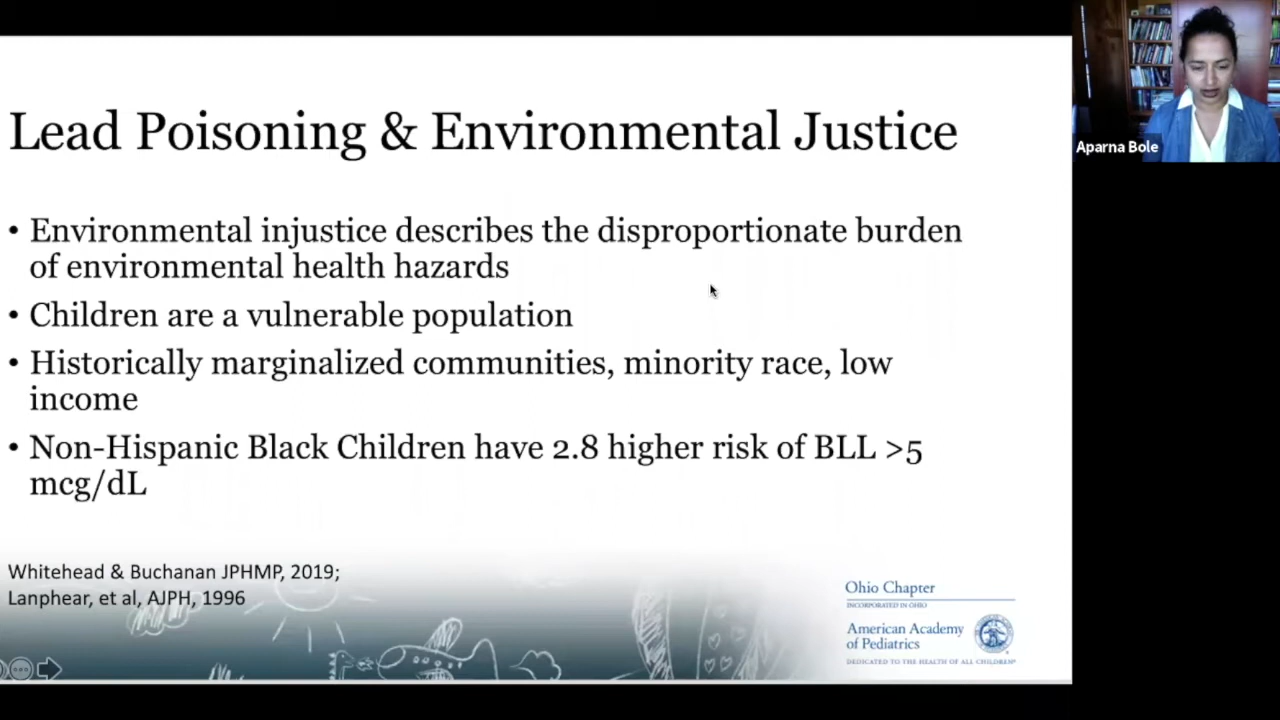 Lead Poisoning & Environmental Justice
• Environmental injustice describes the disproportionate burden
of environmental health hazards
• Children are a vulnerable population
• Historically marginalized communities, minority race, low
income
• Non-Hispanic Black Children have 2.8 higher risk of BLL >5
mcg/dL
Whitehead & Buchanan JPHMP, 2019;
Lanphear, et al, AJPH, 1996
Ohio Chapter
INCORPORATED IN OHIO
American Academy
of Pediatrics
DEDICATED TO THE HEALTH OF ALL CHILDREN®
Aparna Bole